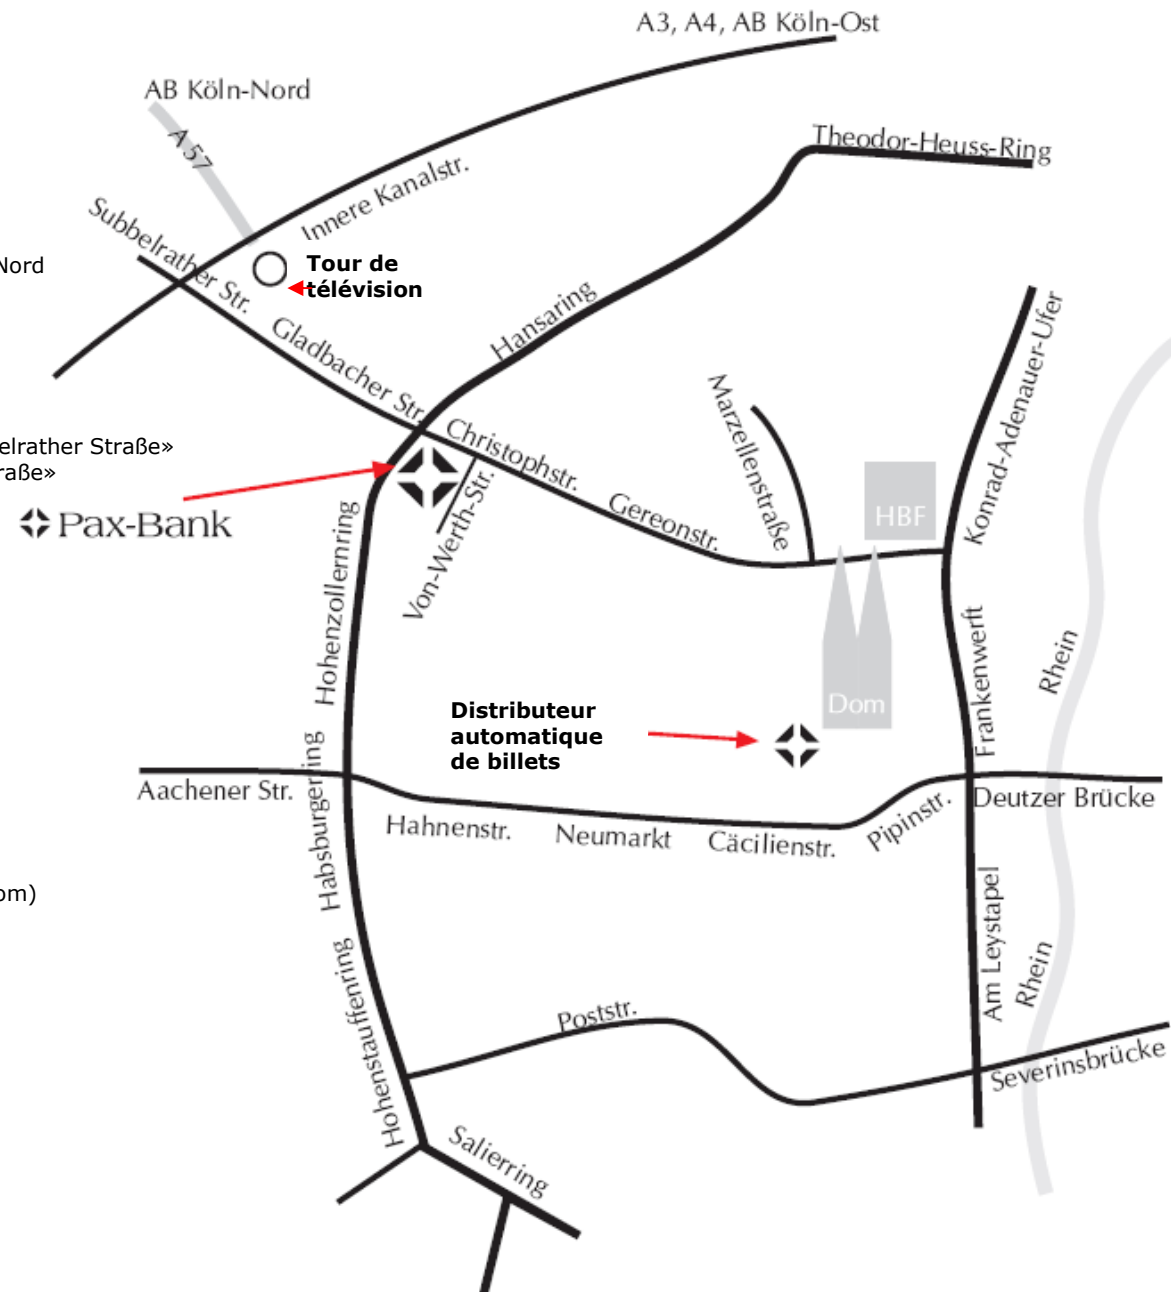 A3, A4, AB Köln-Ost
AB Köln-Nord
A 57
Theodor-Heuss-Ring
Innere Kanalstr.
Subbelrather Str.
Nord
Tour de
télévision
Hansaring
Konrad-Adenauer-Ufer
Gladbacher Str.
Marzellenstraße
elrather Straße»
raße»
Christophstr.
Gereonstr.
HBF
Pax-Bank
Von-Werth-Str.
Hohenzollernring
Frankenwerft
Rhein
Dom
Distributeur
automatique
de billets
Habsburgerring
Aachener Str.
Deutzer Brücke
Hahnenstr.
Neumarkt
Cäcilienstr.
Pipinstr.
om)
Am Leystapel
Rhein
Hohenstauffenring
Poststr.
Severinsbrücke
Salierring